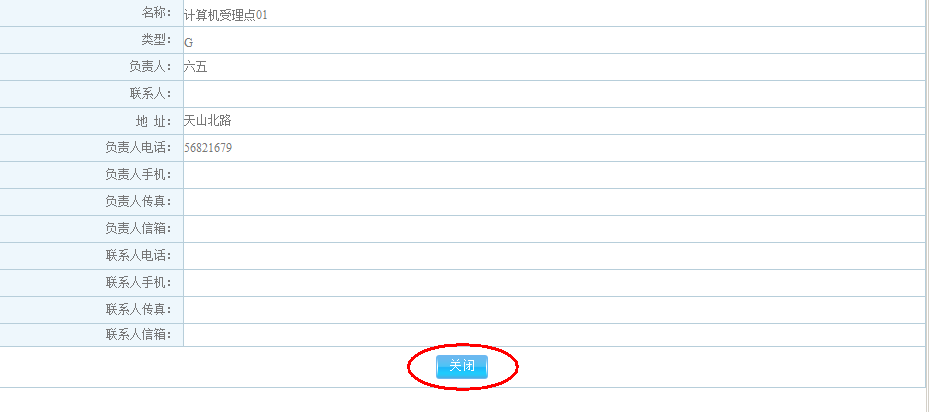 名称： 计算机受理点01
类型： G
负责人： 六五
联系人：
地 址： 天山北路
负责人电话： 56821679
负责人手机：
负责人传真：
负责人信箱：
联系人电话：
联系人手机：
联系人传真：
联系人信箱：
关闭